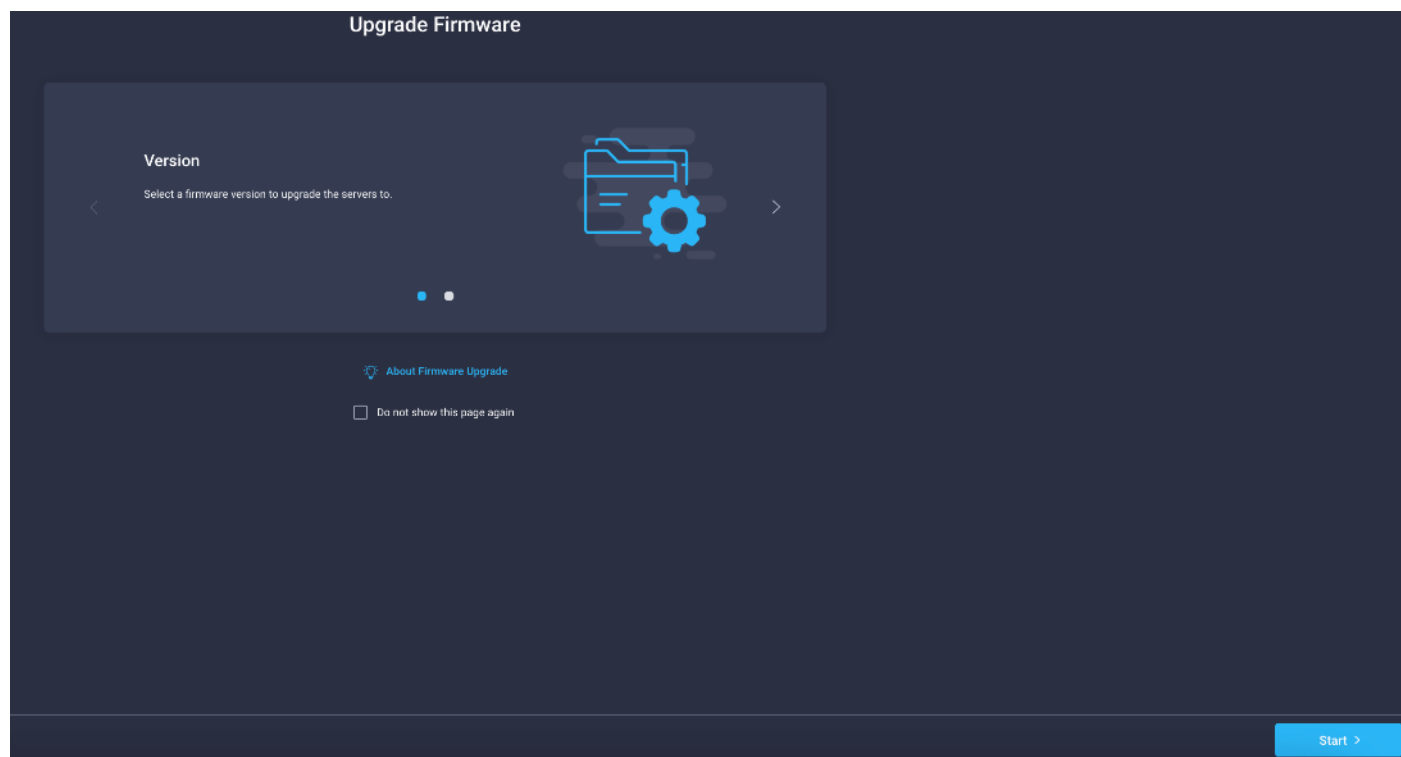 Upgrade Firmware
Version
Select a firmware version to upgrade the servers to.
About Firmware Upgrade
Do not show this page again
Start